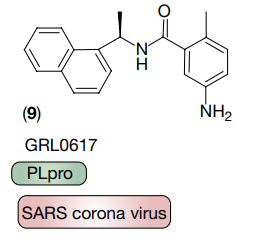 O
N
H
NH₂
(9)
GRL0617
PLpro
SARS corona virus